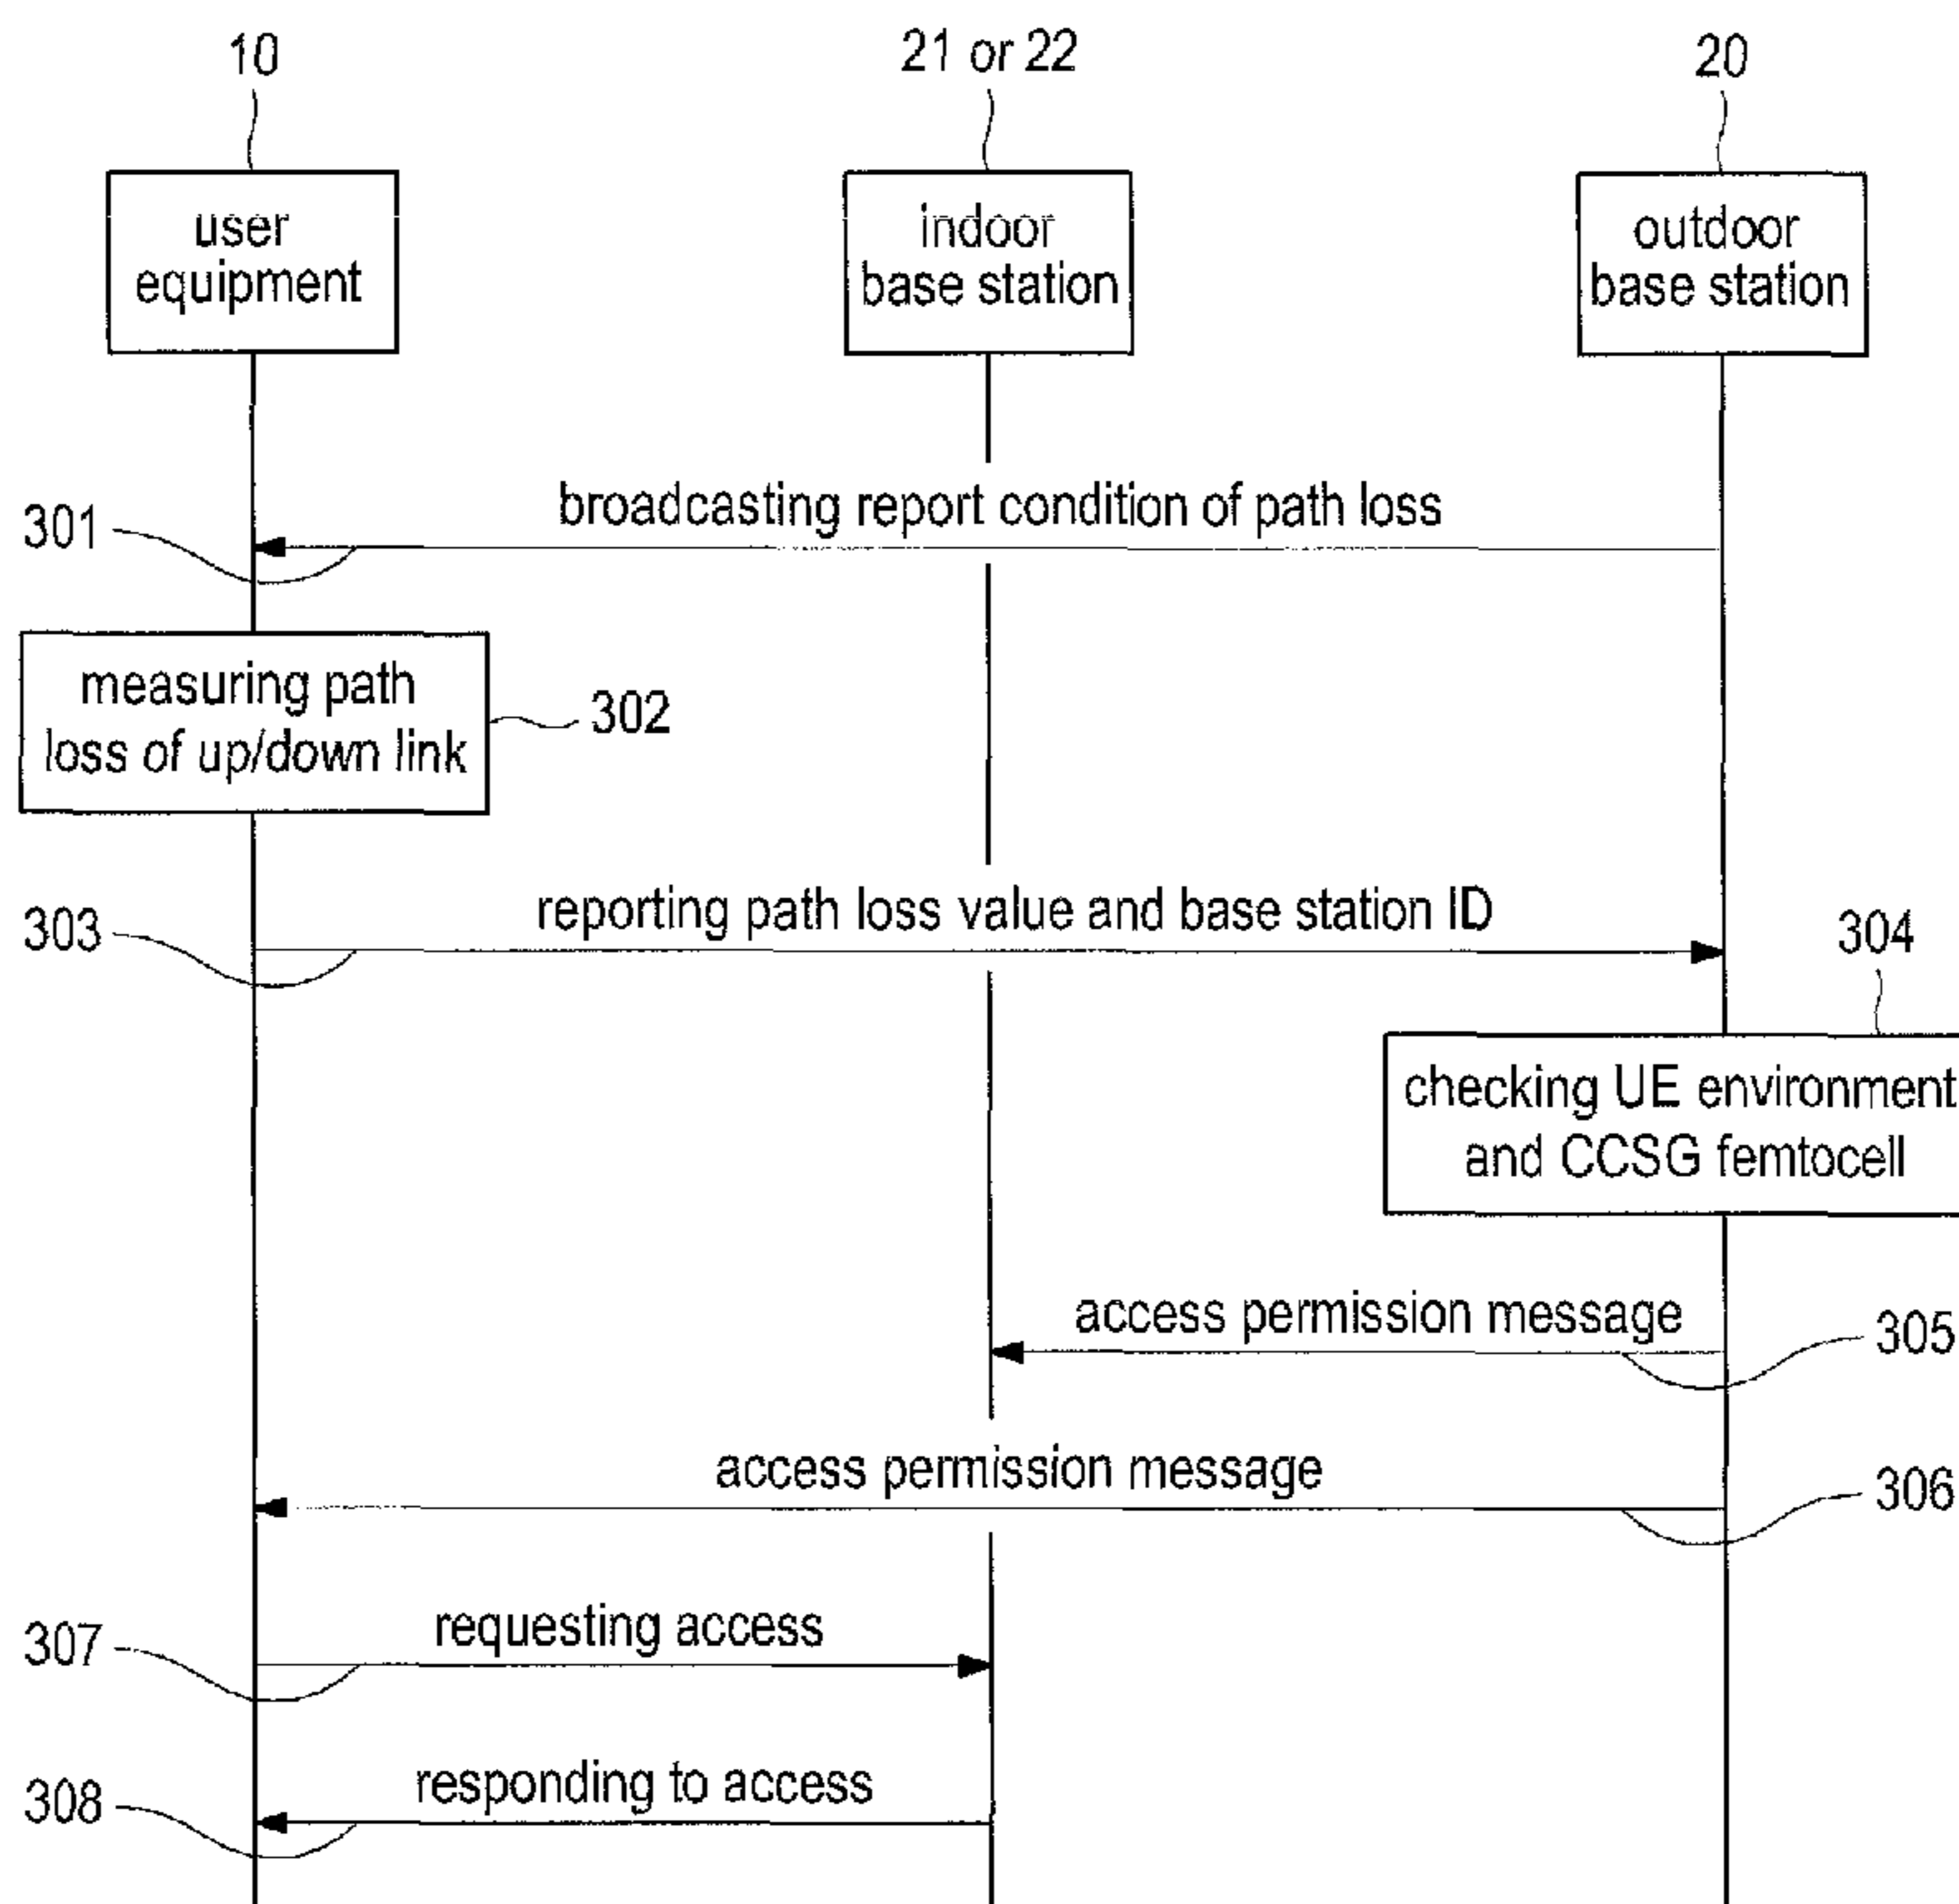 10
21 or 22
20
user
equipment
indoor
base station
outdoor
base station
broadcasting report condition of path loss
301
measuring path
loss of up/down link
302
reporting path loss value and base station ID
303
304
checking UE environment
and CCSG femtocell
access permission message
305
access permission message
306
requesting access
307
responding to access
308